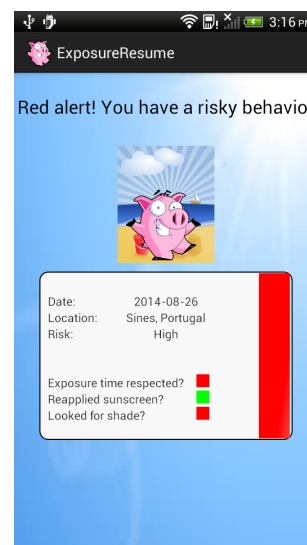 3:16 PM
ExposureResume
Red alert! You have a risky behavio
Date: 2014-08-26
Location: Sines, Portugal
Risk: High
Exposure time respected?
Reapplied sunscreen?
Looked for shade?